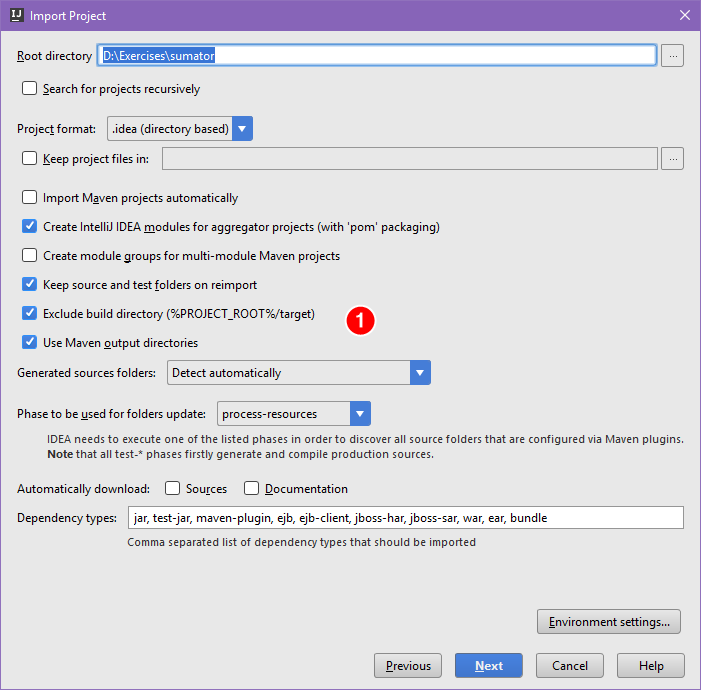 IJ Import Project
Root directory D:\Exercises\sumator ...
Search for projects recursively
Project format: .idea (directory based)
Keep project files in: ...
Import Maven projects automatically
Create IntelliJ IDEA modules for aggregator projects (with 'pom' packaging)
Create module groups for multi-module Maven projects
Keep source and test folders on reimport
Exclude build directory (%PROJECT_ROOT%/target)
1
Use Maven output directories
Generated sources folders: Detect automatically
Phase to be used for folders update: process-resources
IDEA needs to execute one of the listed phases in order to discover all source folders that are configured via Maven plugins.
Note that all test-* phases firstly generate and compile production sources.
Automatically download: Sources Documentation
Dependency types: jar, test-jar, maven-plugin, ejb, ejb-client, jboss-har, jboss-sar, war, ear, bundle
Comma separated list of dependency types that should be imported
Environment settings...
Previous Next Cancel Help